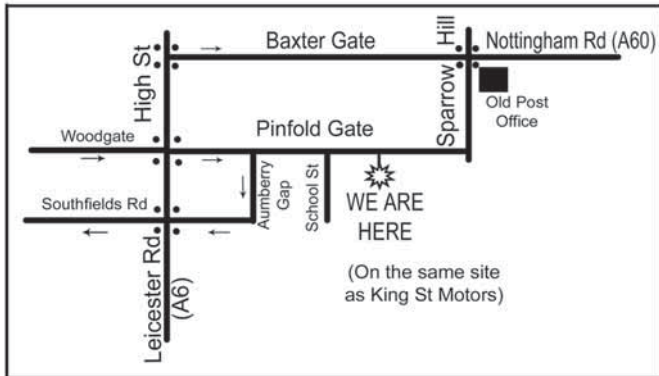 Baxter Gate
Hill
Nottingham Rd (A60)
High St
Sparrow
Old Post
Office
Woodgate
Pinfold Gate
Southfields Rd
Aumberry
Gap
School St
WE ARE
HERE
Leicester Rd
(A6)
(On the same site
as King St Motors)